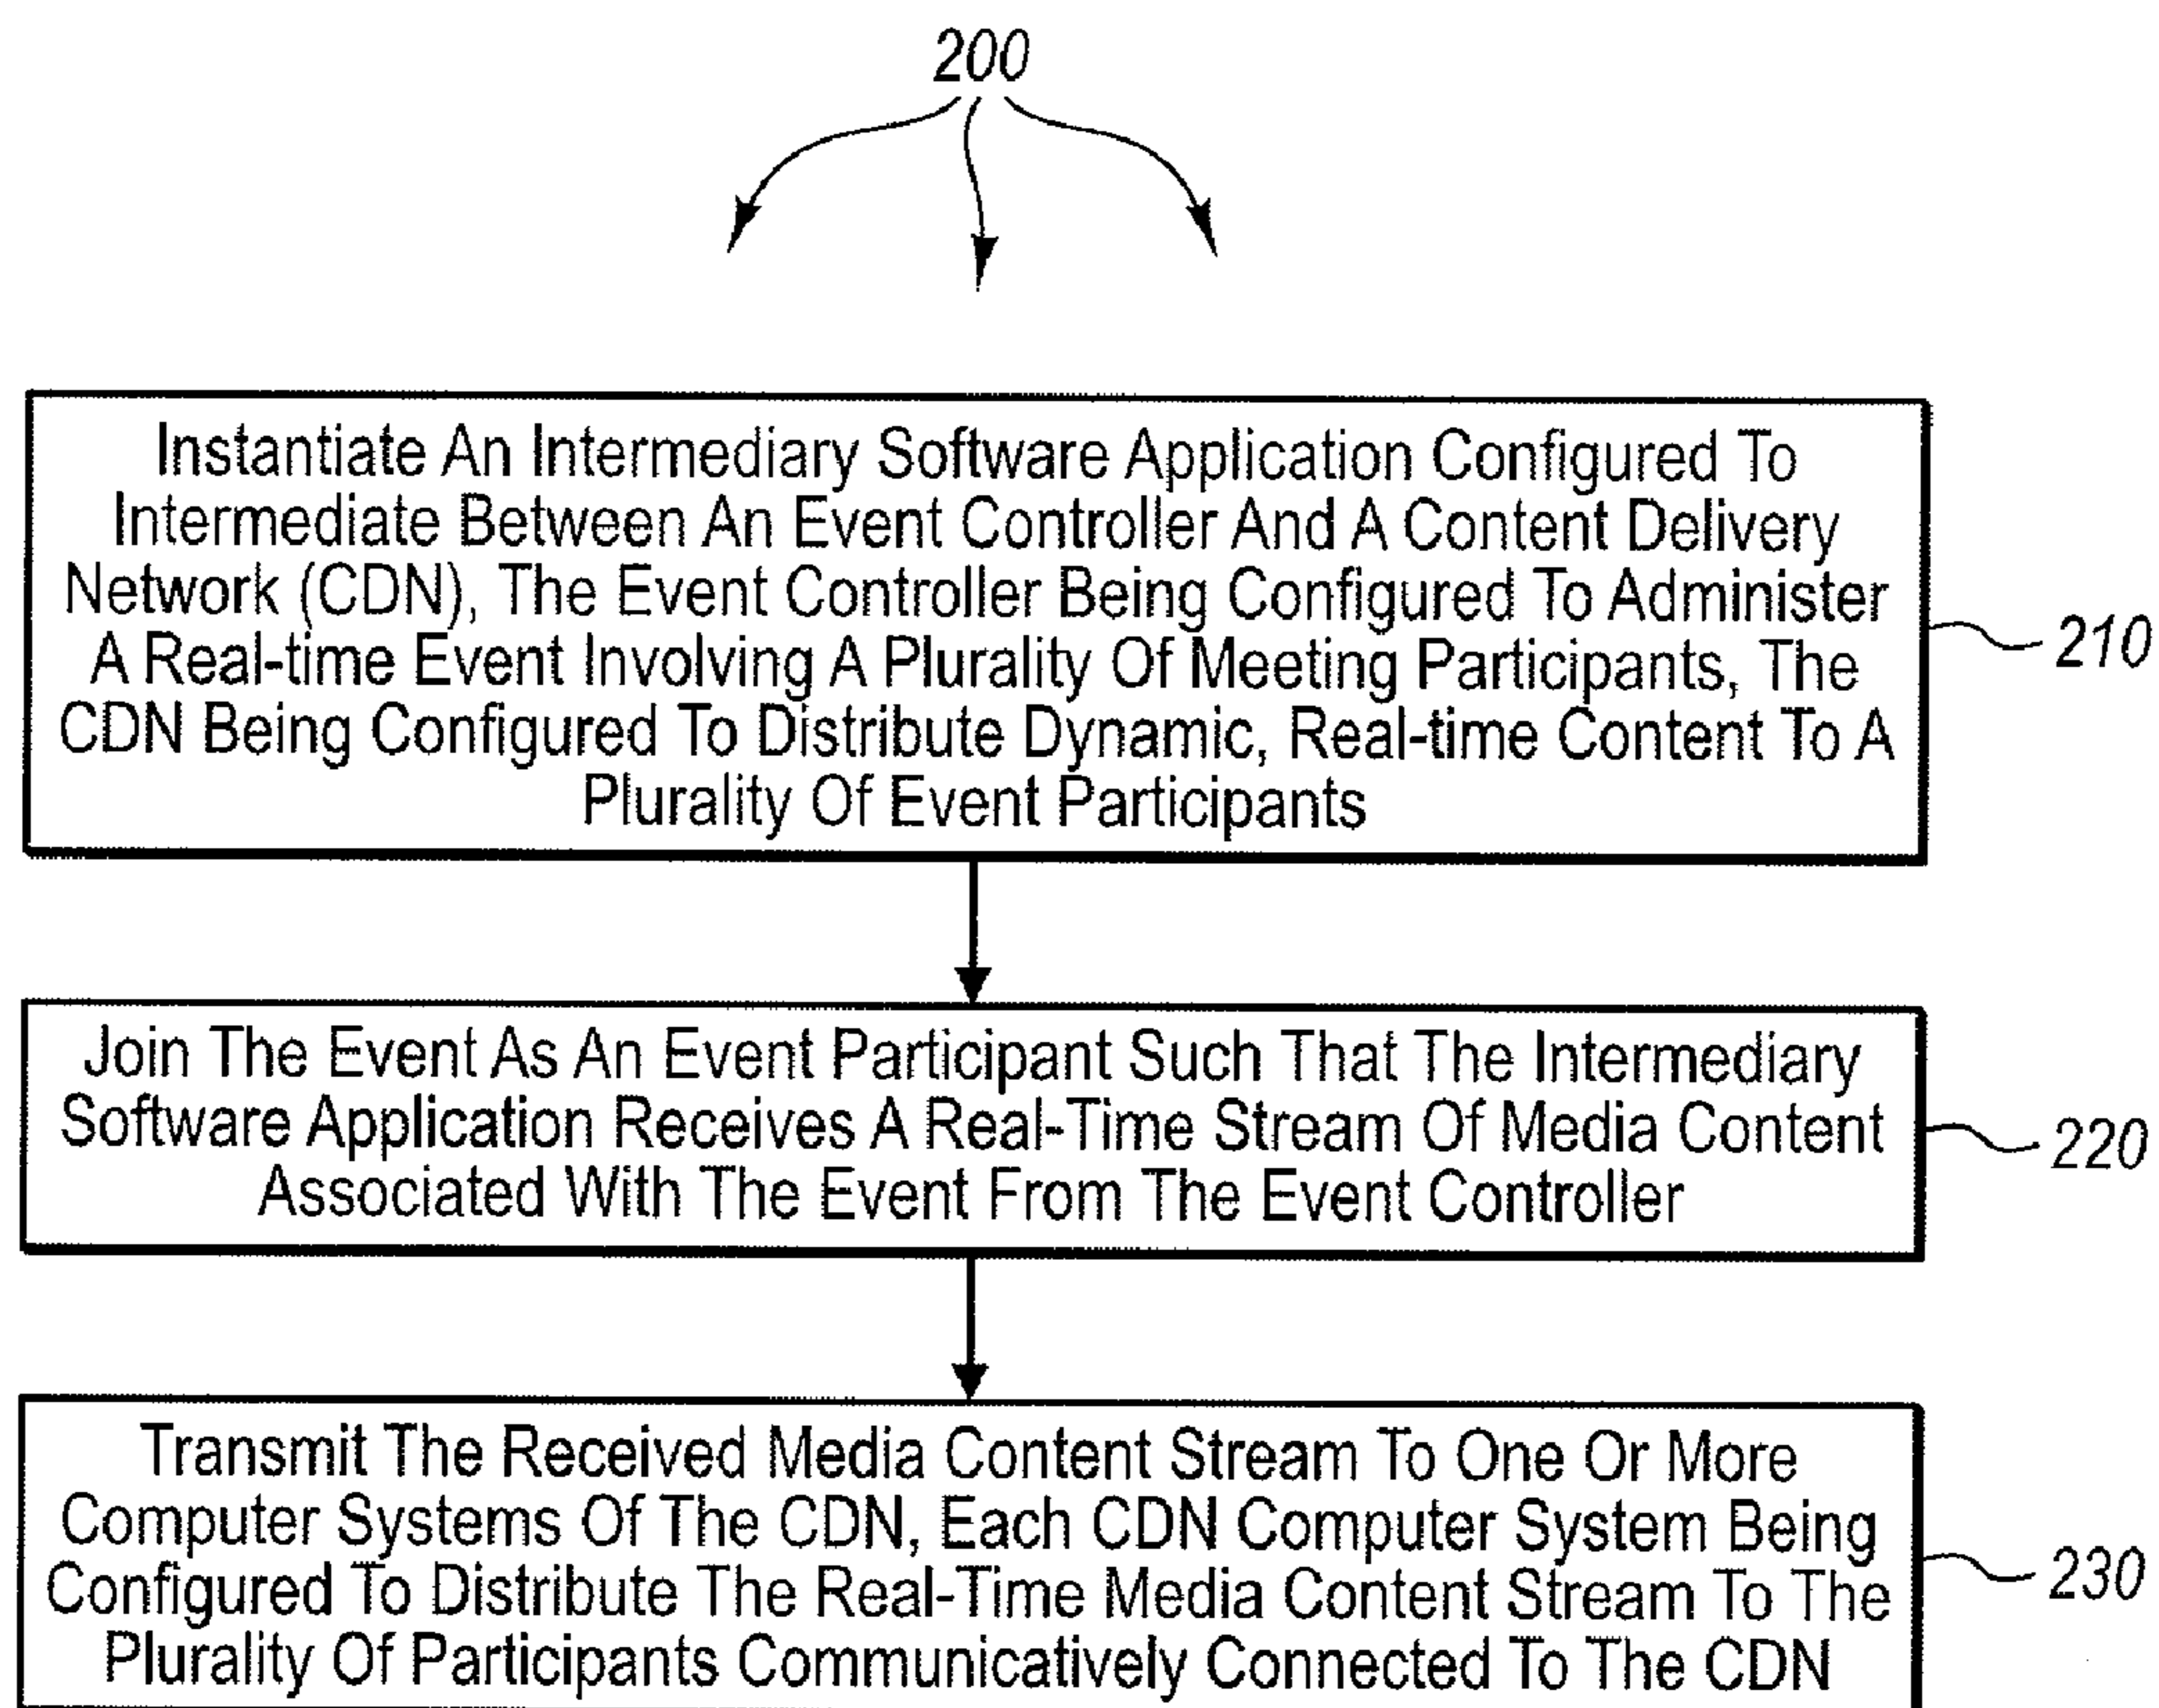 200
Instantiate An Intermediary Software Application Configured To
Intermediate Between An Event Controller And A Content Delivery
Network (CDN), The Event Controller Being Configured To Administer
A Real-time Event Involving A Plurality Of Meeting Participants, The
CDN Being Configured To Distribute Dynamic, Real-time Content To A
Plurality Of Event Participants
210
Join The Event As An Event Participant Such That The Intermediary
Software Application Receives A Real-Time Stream Of Media Content
Associated With The Event From The Event Controller
220
Transmit The Received Media Content Stream To One Or More
Computer Systems Of The CDN, Each CDN Computer System Being
Configured To Distribute The Real-Time Media Content Stream To The
Plurality Of Participants Communicatively Connected To The CDN
230